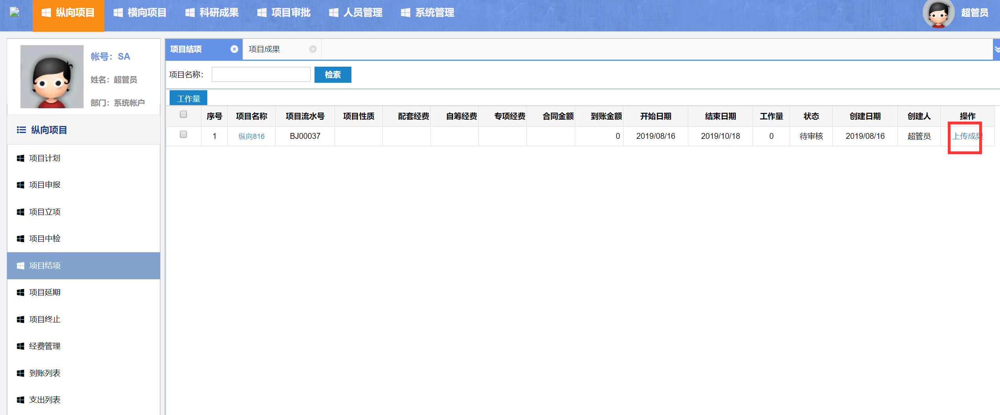 纵向项目 横向项目 科研成果 项目审批 人员管理 系统管理 超管员
帐号：SA
姓名：超管员
部门：系统帐户
纵向项目
项目计划
项目申报
项目立项
项目中检
项目结项
项目延期
项目终止
经费管理
到账列表
支出列表
项目结项 项目成果
项目名称： 检索
工作量
序号 项目名称 项目流水号 项目性质 配套经费 自筹经费 专项经费 合同金额 到账金额 开始日期 结束日期 工作量 状态 创建日期 创建人 操作
1 纵向816 BJ00037 0 2019/08/16 2019/10/18 0 待审核 2019/08/16 超管员 上传成果